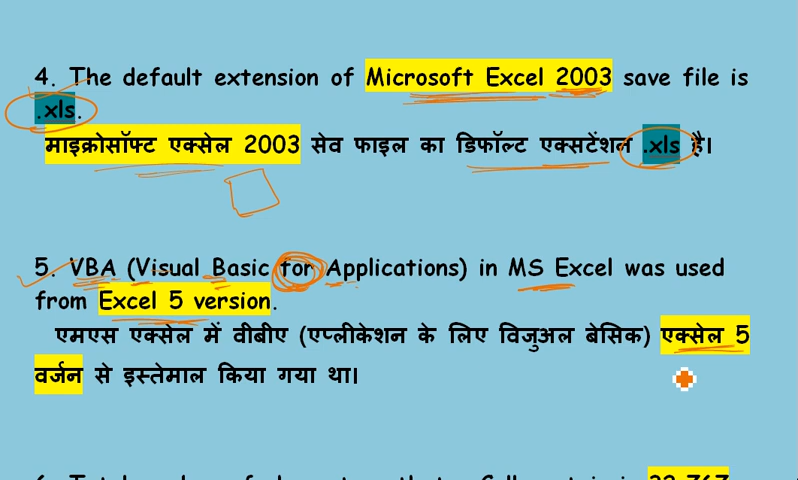 4. The default extension of Microsoft Excel 2003 save file is
.xls.
माइक्रोसॉफ्ट एक्सेल 2003 सेव फाइल का डिफॉल्ट एक्सटेंशन .xls है।
5. VBA (Visual Basic for Applications) in MS Excel was used
from Excel 5 version.
एमएस एक्सेल में वीबीए (एप्लीकेशन के लिए विजुअल बेसिक) एक्सेल 5
वर्जन से इस्तेमाल किया गया था।